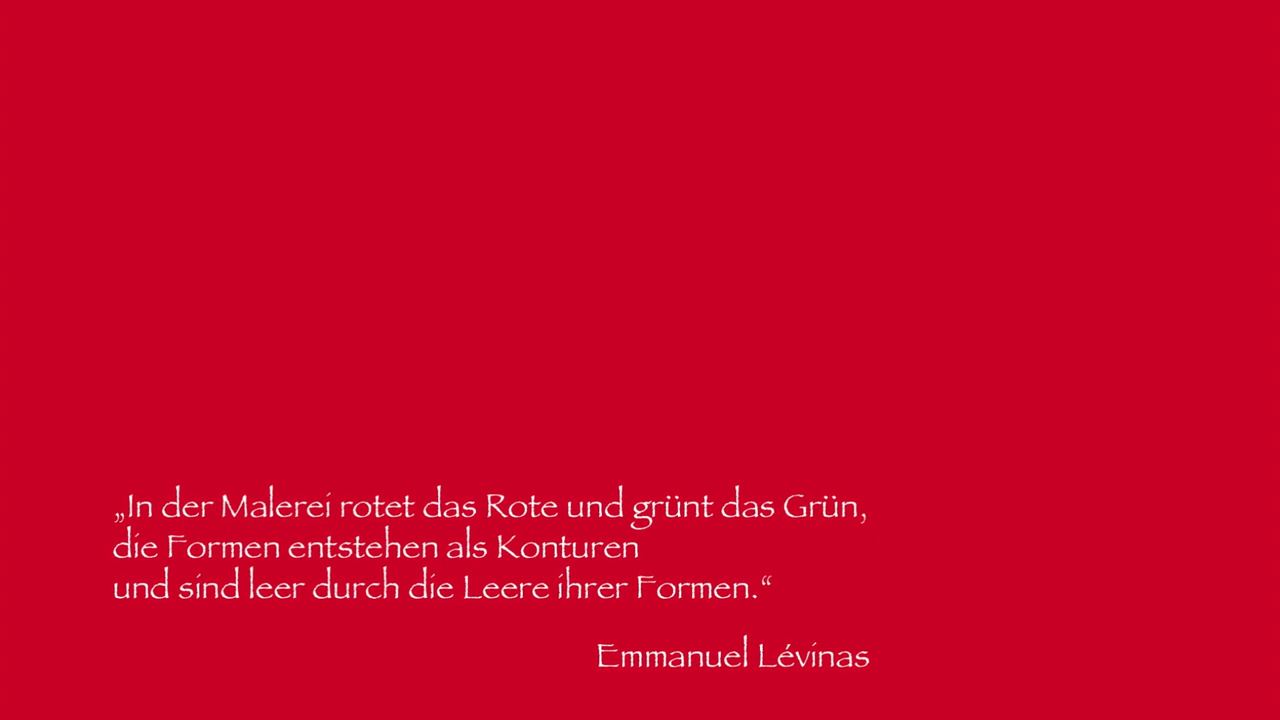 „In der Malerei rotet das Rote und grünt das Grün,
die Formen entstehen als Konturen
und sind leer durch die Leere ihrer Formen.“
Emmanuel Lévinas